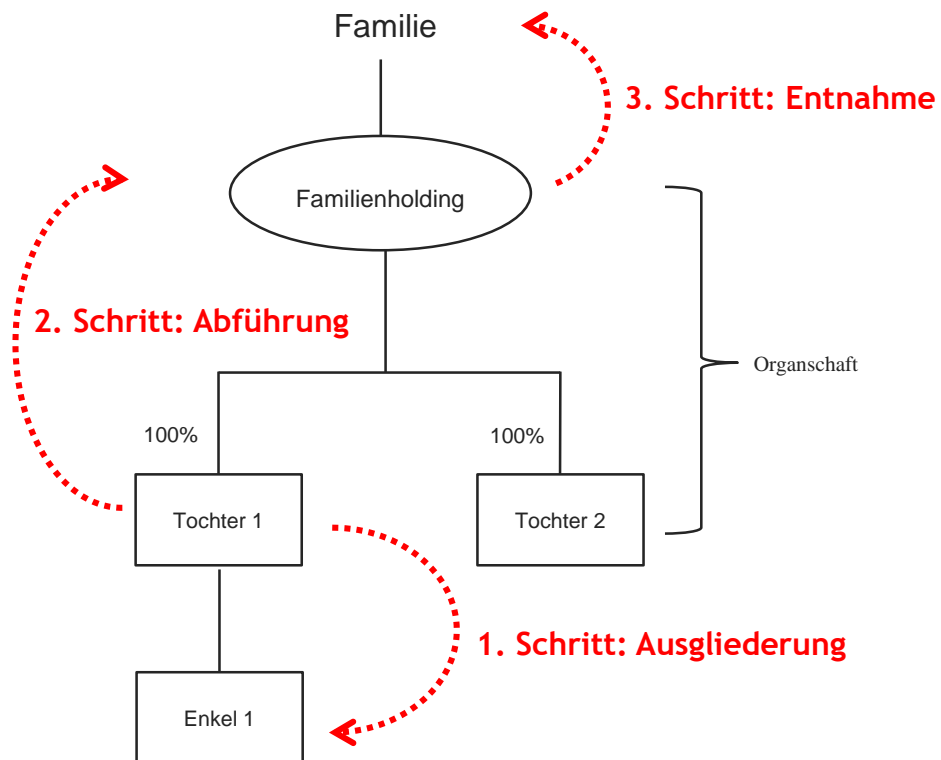 Familie
3. Schritt: Entnahme
Familienholding
2. Schritt: Abführung
Organschaft
100%
100%
Tochter 1
Tochter 2
1. Schritt: Ausgliederung
Enkel 1